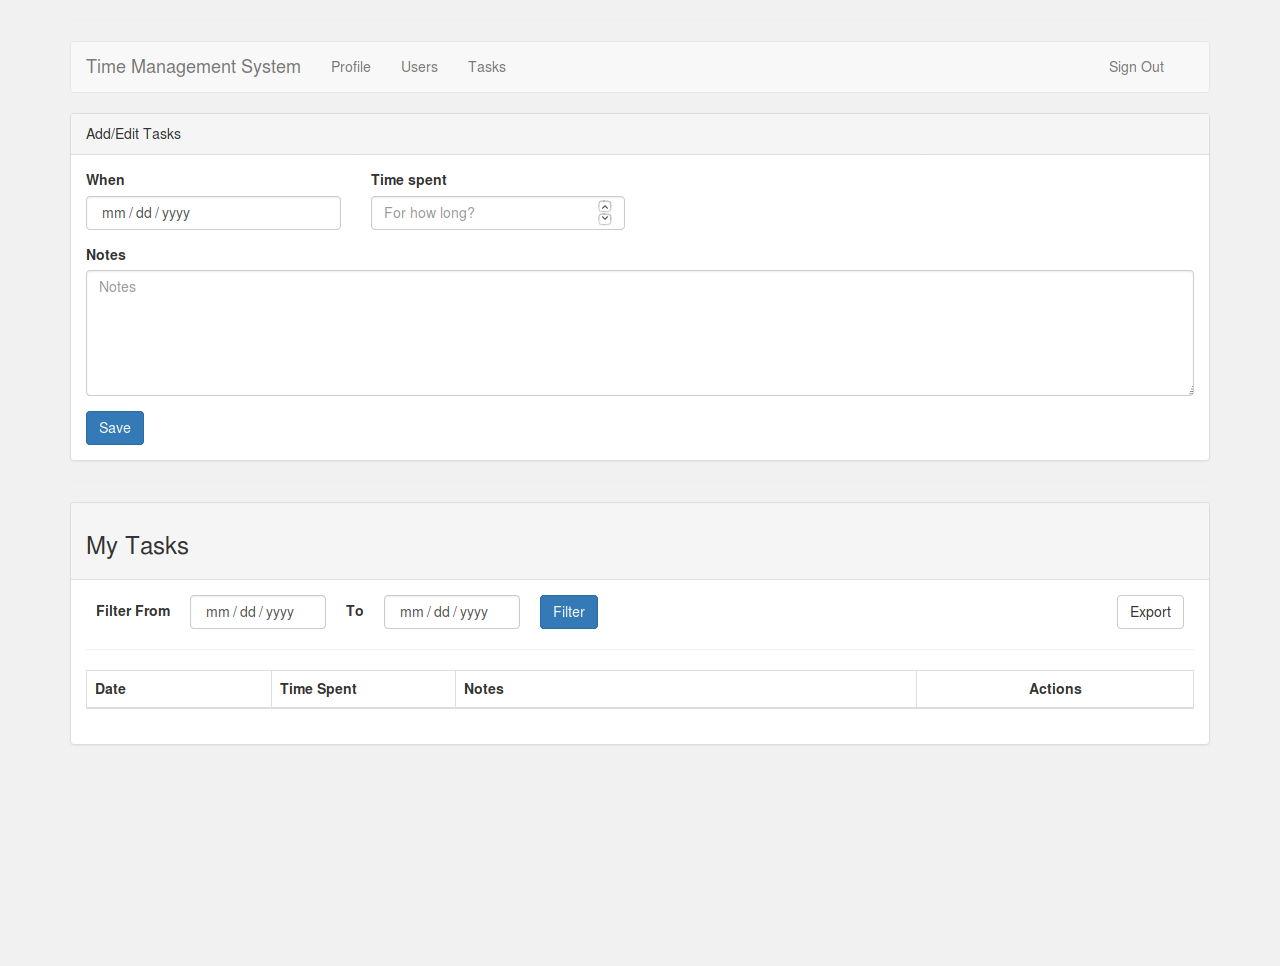 Time Management System Profile Users Tasks Sign Out
Add/Edit Tasks
When Time spent
mm / dd / yyyy For how long?
Notes
Notes
Save
My Tasks
Filter From mm / dd / yyyy To mm / dd / yyyy Filter Export
Date Time Spent Notes Actions